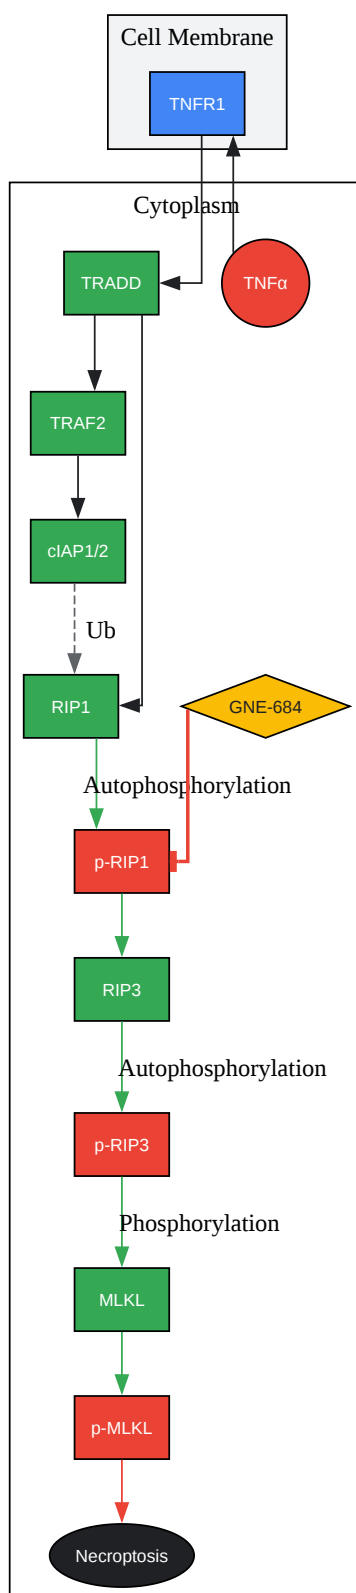 Cell Membrane
TNFR1
Cytoplasm
TRADD
TNFα
TRAF2
cIAP1/2
Ub
RIP1
GNE-684
Autophosphorylation
p-RIP1
RIP3
Autophosphorylation
p-RIP3
Phosphorylation
MLKL
p-MLKL
Necroptosis